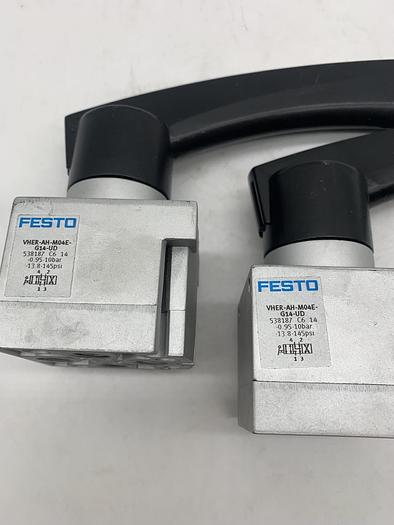 FESTO
VHER-AH-M04E-
G14-UD
538187 C6 14
-0.95-10bar
-13.8-145psi
4 2
1 3
FESTO
VHER-AH-M04E-
G14-UD
538187 C6 14
-0.95-10bar
-13.8-145psi
4 2
1 3